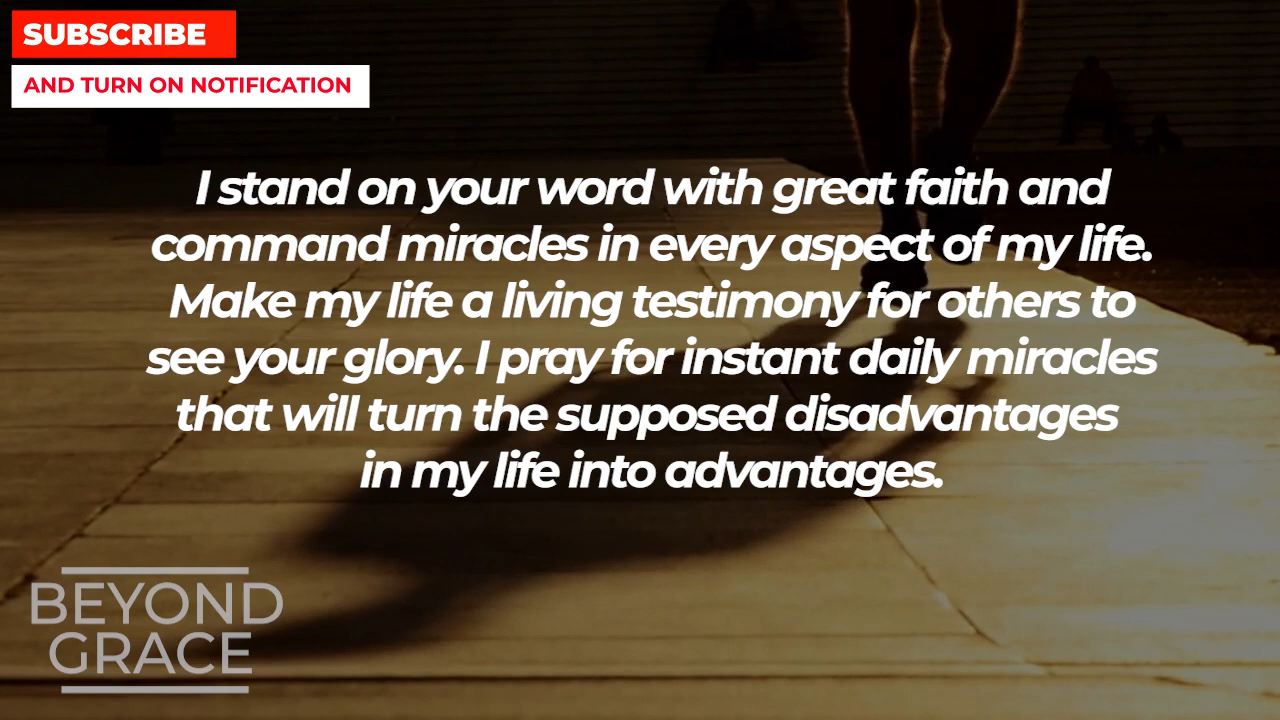 SUBSCRIBE
AND TURN ON NOTIFICATION
I stand on your word with great faith and
command miracles in every aspect of my life.
Make my life a living testimony for others to
see your glory. I pray for instant daily miracles
that will turn the supposed disadvantages
in my life into advantages.
BEYOND
GRACE